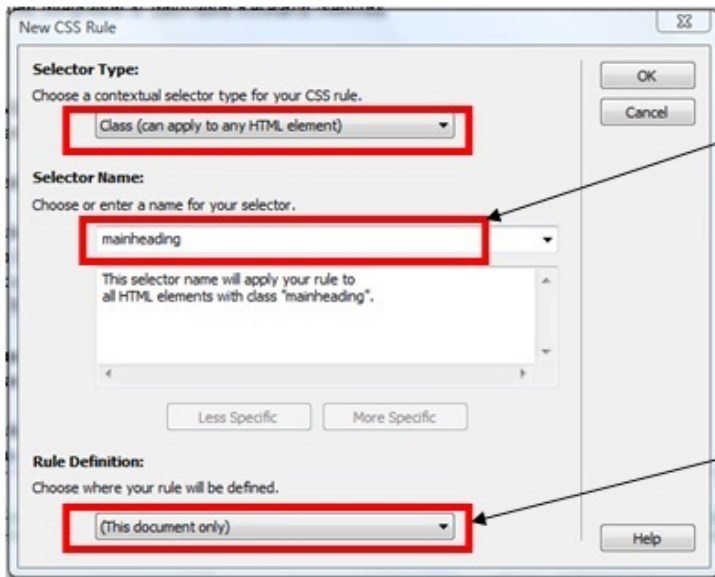 New CSS Rule
Selector Type:
Choose a contextual selector type for your CSS rule.
Class (can apply to any HTML element)
OK
Cancel
Selector Name:
Choose or enter a name for your selector.
mainheading
This selector name will apply your rule to
all HTML elements with class "mainheading".
Less Specific
More Specific
Rule Definition:
Choose where your rule will be defined.
(This document only)
Help